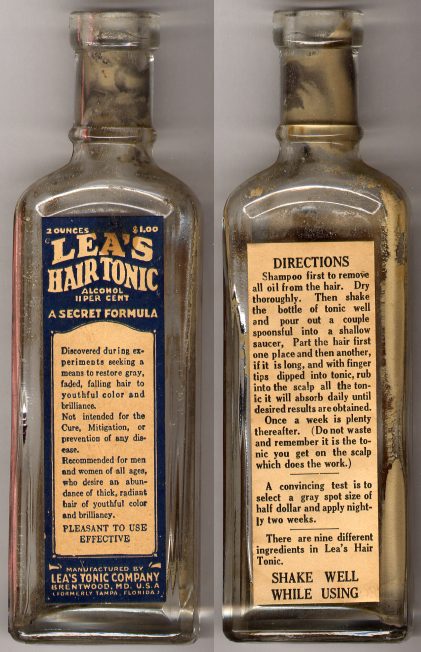 2 OUNCES $1.00
LEA'S
HAIR TONIC
ALCOHOL
11 PER CENT
A SECRET FORMULA
Discovered during ex-
periments seeking a
means to restore gray,
faded, falling hair to
youthful color and
brilliance.
Not intended for the
Cure, Mitigation, or
prevention of any dis-
ease.
Recommended for men
and women of all ages,
who desire an abun-
dance of thick, radiant
hair of youthful color
and brilliancy.
PLEASANT TO USE
EFFECTIVE
MANUFACTURED BY
LEA'S TONIC COMPANY
BRENTWOOD, MD. U.S.A
(FORMERLY TAMPA, FLORIDA)
DIRECTIONS
Shampoo first to remove
all oil from the hair. Dry
thoroughly. Then shake
the bottle of tonic well
and pour out a couple
spoonsful into a shallow
saucer, Part the hair first
one place and then another,
if it is long, and with finger
tips dipped into tonic, rub
into the scalp all the ton-
ic it will absorb daily until
desired results are obtained.
Once a week is plenty
thereafter. (Do not waste
and remember it is the to-
nic you get on the scalp
which does the work.)
A convincing test is to
select a gray spot size of
half dollar and apply night-
ly two weeks.
There are nine different
ingredients in Lea's Hair
Tonic.
SHAKE WELL
WHILE USING